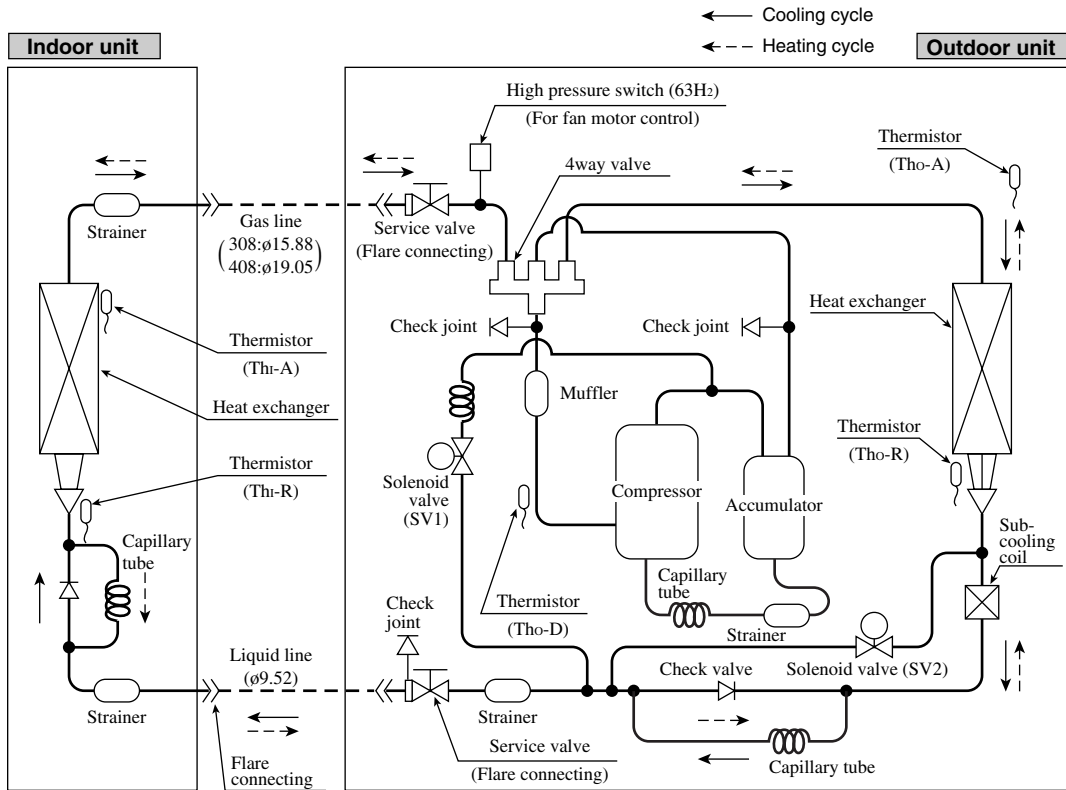 Cooling cycle
Heating cycle
Indoor unit
Outdoor unit
High pressure switch (63H2)
(For fan motor control)
4way valve
Thermistor
(ThO-A)
Strainer
Gas line
308:ø15.88
408:ø19.05
Service valve
(Flare connecting)
Check joint
Check joint
Heat exchanger
Thermistor
(ThI-A)
Heat exchanger
Muffler
Thermistor
(ThO-R)
Thermistor
(ThI-R)
Solenoid
valve
(SV1)
Compressor
Accumulator
Capillary
tube
Sub-
cooling
coil
Capillary
tube
Check
joint
Thermistor
(ThO-D)
Strainer
Liquid line
(ø9.52)
Check valve
Solenoid valve (SV2)
Strainer
Strainer
Service valve
(Flare connecting)
Capillary tube
Flare
connecting